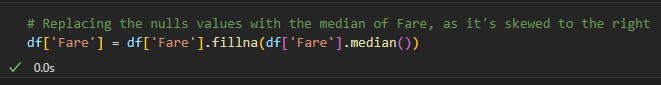 # Replacing the nulls values with the median of Fare, as it's skewed to the right
df['Fare'] = df['Fare'].fillna(df['Fare'].median())
✓ 0.0s